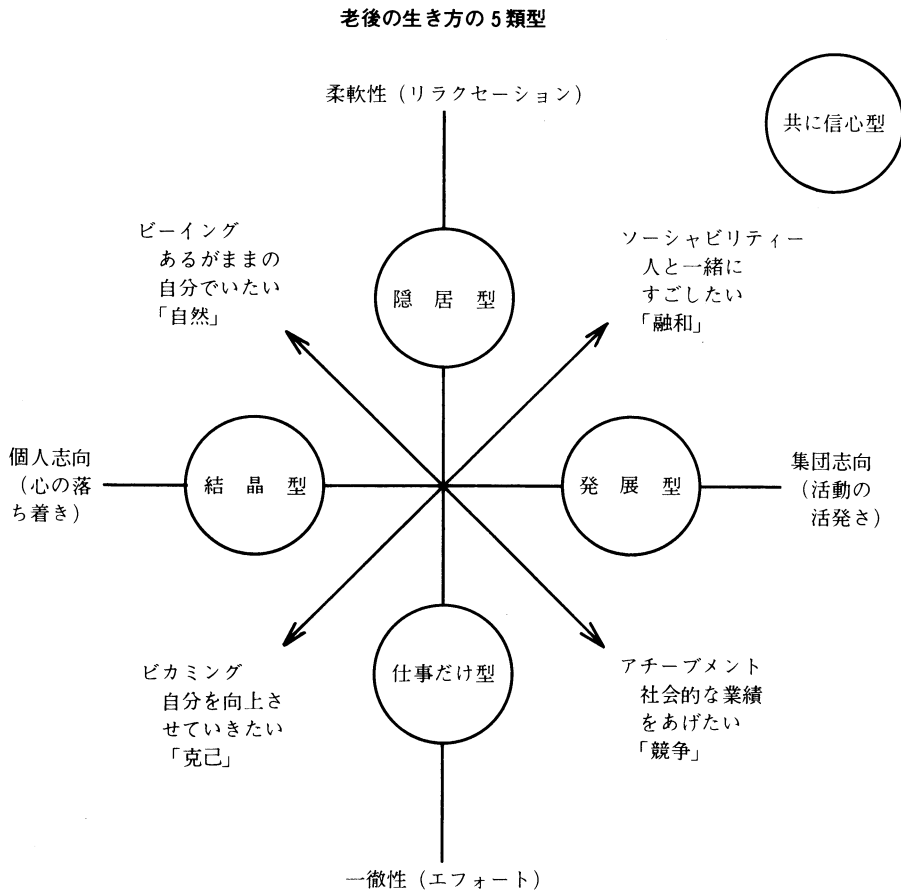 老後の生き方の5類型
柔軟性(リラクセーション)
共に信心型
ビーイング
あるがままの
自分でいたい
「自然」
ソーシャビリティー
人と一緒に
すごしたい
「融和」
隠居型
個人志向
(心の落
ち着き)
結晶型
発展型
集団志向
(活動の
活発さ)
ビカミング
自分を向上さ
せていきたい
「克己」
仕事だけ型
アチーブメント
社会的な業績
をあげたい
「競争」
一徹性(エフォート)